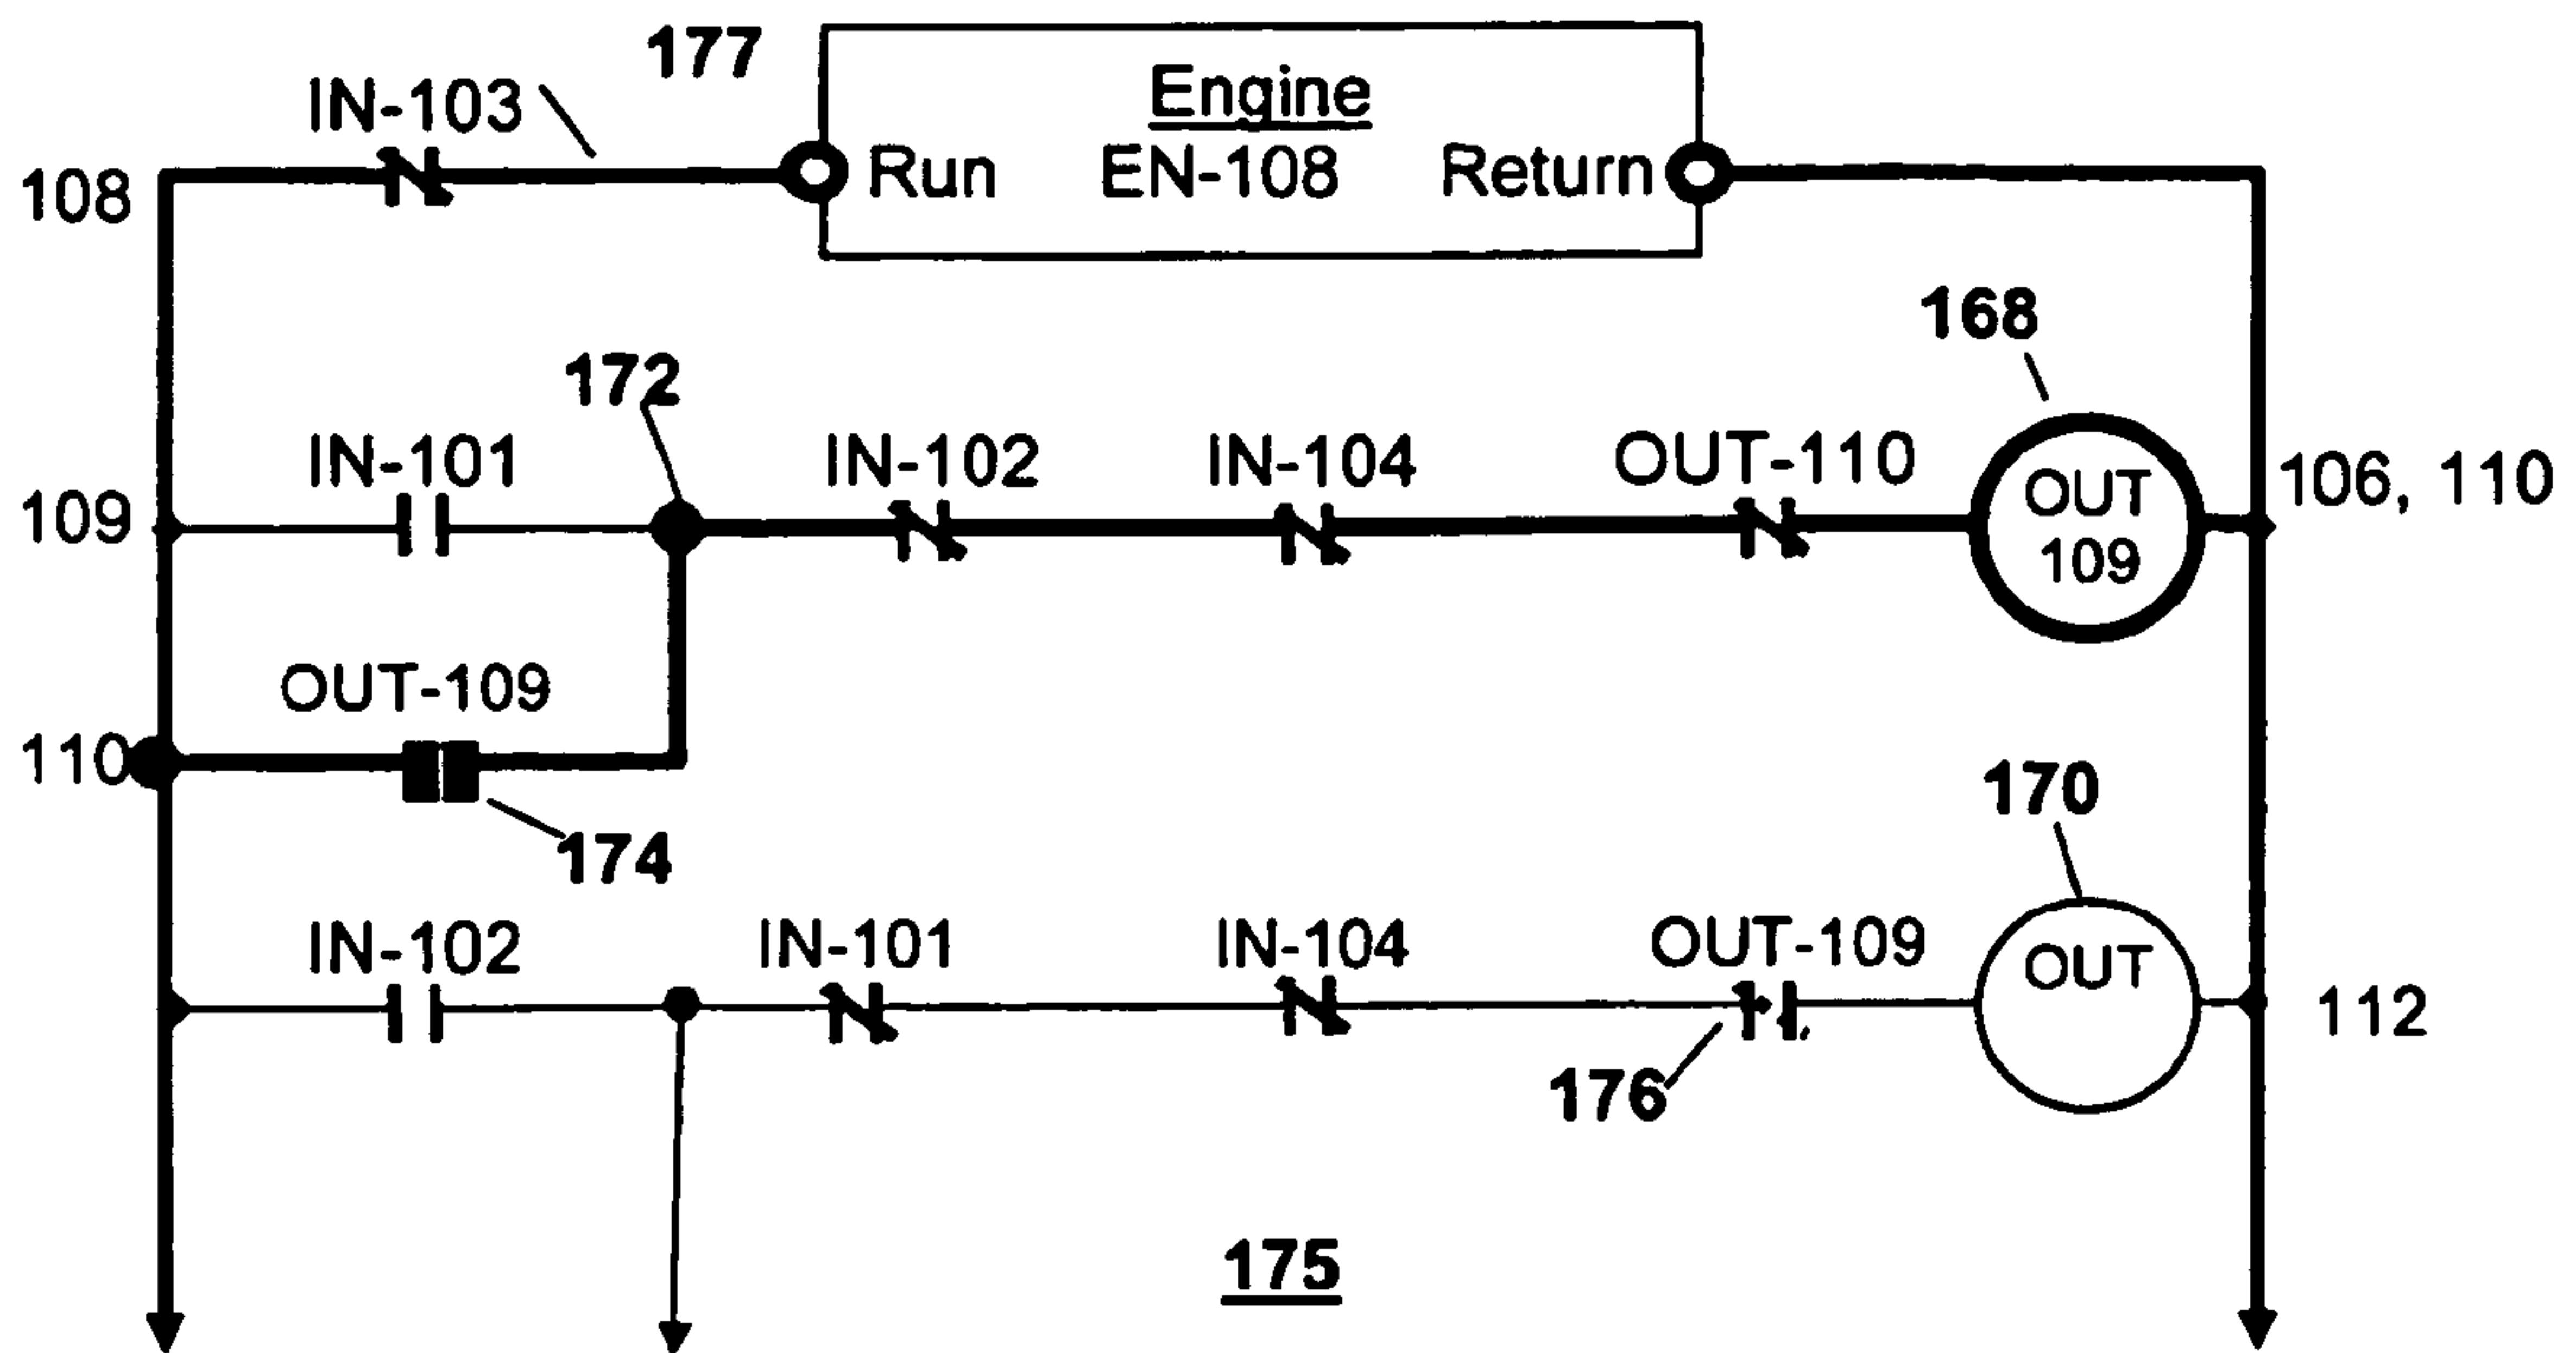 177
Engine
IN-103
108
Run EN-108 Return
168
172
IN-101 IN-102 IN-104 OUT-110
109
OUT
109
106, 110
OUT-109
110
170
174
IN-102 IN-101 IN-104 OUT-109
OUT
112
176
175